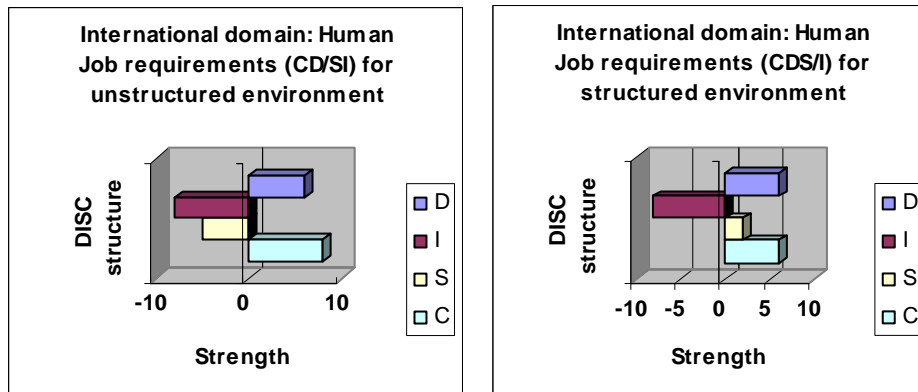 International domain: Human
Job requirements (CD/SI) for
unstructured environment
DISC
structure
-10 0 10
Strength
D
I
S
C
International domain: Human
Job requirements (CDS/I) for
structured environment
DISC
structure
-10 -5 0 5 10
Strength
D
I
S
C